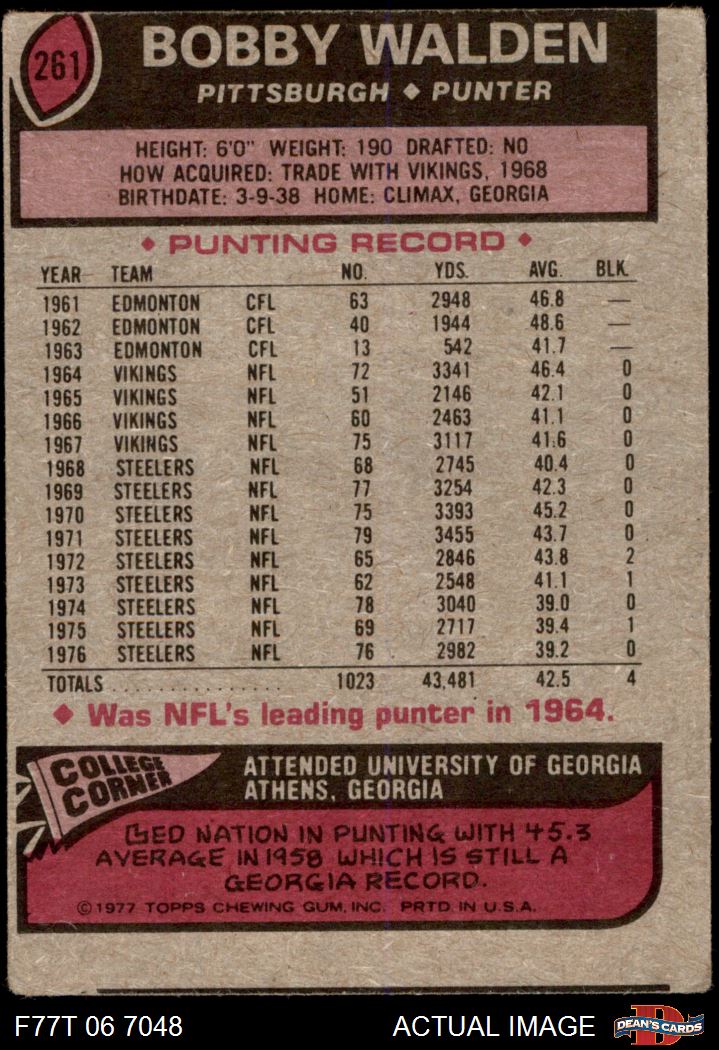 261
BOBBY WALDEN
PITTSBURGH ◆ PUNTER
HEIGHT: 6'0" WEIGHT: 190 DRAFTED: NO
HOW ACQUIRED: TRADE WITH VIKINGS, 1968
BIRTHDATE: 3-9-38 HOME: CLIMAX, GEORGIA
◆ PUNTING RECORD ◆
YEAR TEAM NO. YDS. AVG. BLK.
1961 EDMONTON CFL 63 2948 46.8 —
1962 EDMONTON CFL 40 1944 48.6 —
1963 EDMONTON CFL 13 542 41.7 —
1964 VIKINGS NFL 72 3341 46.4 0
1965 VIKINGS NFL 51 2146 42.1 0
1966 VIKINGS NFL 60 2463 41.1 0
1967 VIKINGS NFL 75 3117 41.6 0
1968 STEELERS NFL 68 2745 40.4 0
1969 STEELERS NFL 77 3254 42.3 0
1970 STEELERS NFL 75 3393 45.2 0
1971 STEELERS NFL 79 3455 43.7 0
1972 STEELERS NFL 65 2846 43.8 2
1973 STEELERS NFL 62 2548 41.1 1
1974 STEELERS NFL 78 3040 39.0 0
1975 STEELERS NFL 69 2717 39.4 1
1976 STEELERS NFL 76 2982 39.2 0
TOTALS . . . . . . . . . . . . . . . . 1023 43,481 42.5 4
◆ Was NFL's leading punter in 1964.
COLLEGE
CORNER
ATTENDED UNIVERSITY OF GEORGIA
ATHENS, GEORGIA
LED NATION IN PUNTING WITH 45.3
AVERAGE IN 1958 WHICH IS STILL A
GEORGIA RECORD.
© 1977 TOPPS CHEWING GUM, INC. PRTD. IN U.S.A.
F77T 06 7048 ACTUAL IMAGE DEAN'S CARDS